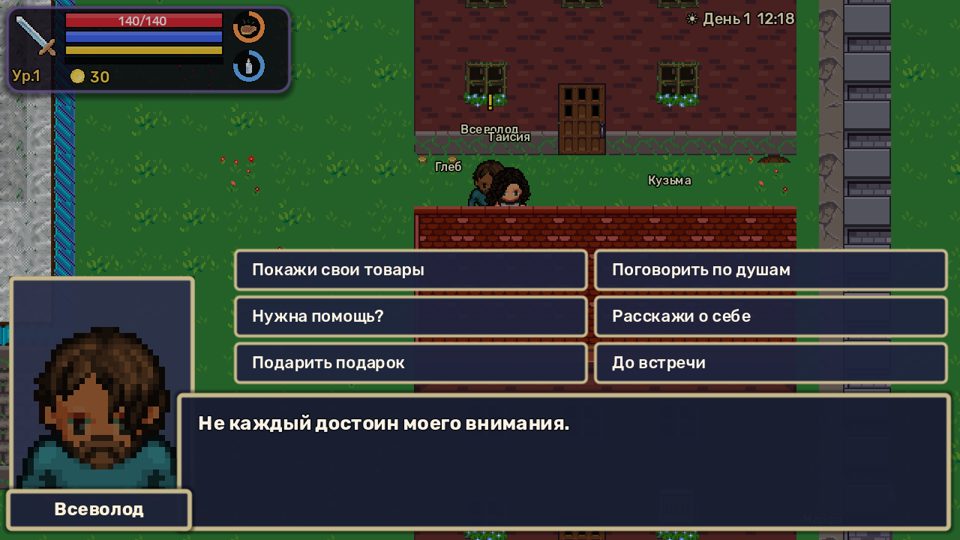 140/140
Ур.1
30
День 1 12:18
Всеволод
Таисия
Глеб
Кузьма
Покажи свои товары
Поговорить по душам
Нужна помощь?
Расскажи о себе
Подарить подарок
До встречи
Не каждый достоин моего внимания.
Всеволод